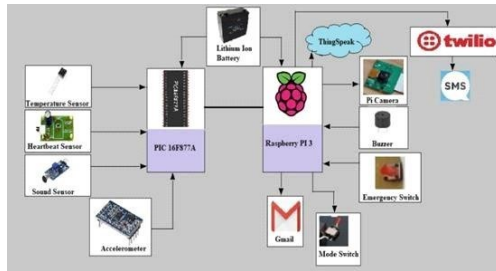 Lithium Ion
Battery
ThingSpeak
twilio
SMS
Temperature Sensor
PIC16F877A
Pi Camera
Heartbeat Sensor
PIC 16F877A
Raspberry PI 3
Buzzer
Sound Sensor
Emergency Switch
Accelerometer
Gmail
Mode Switch